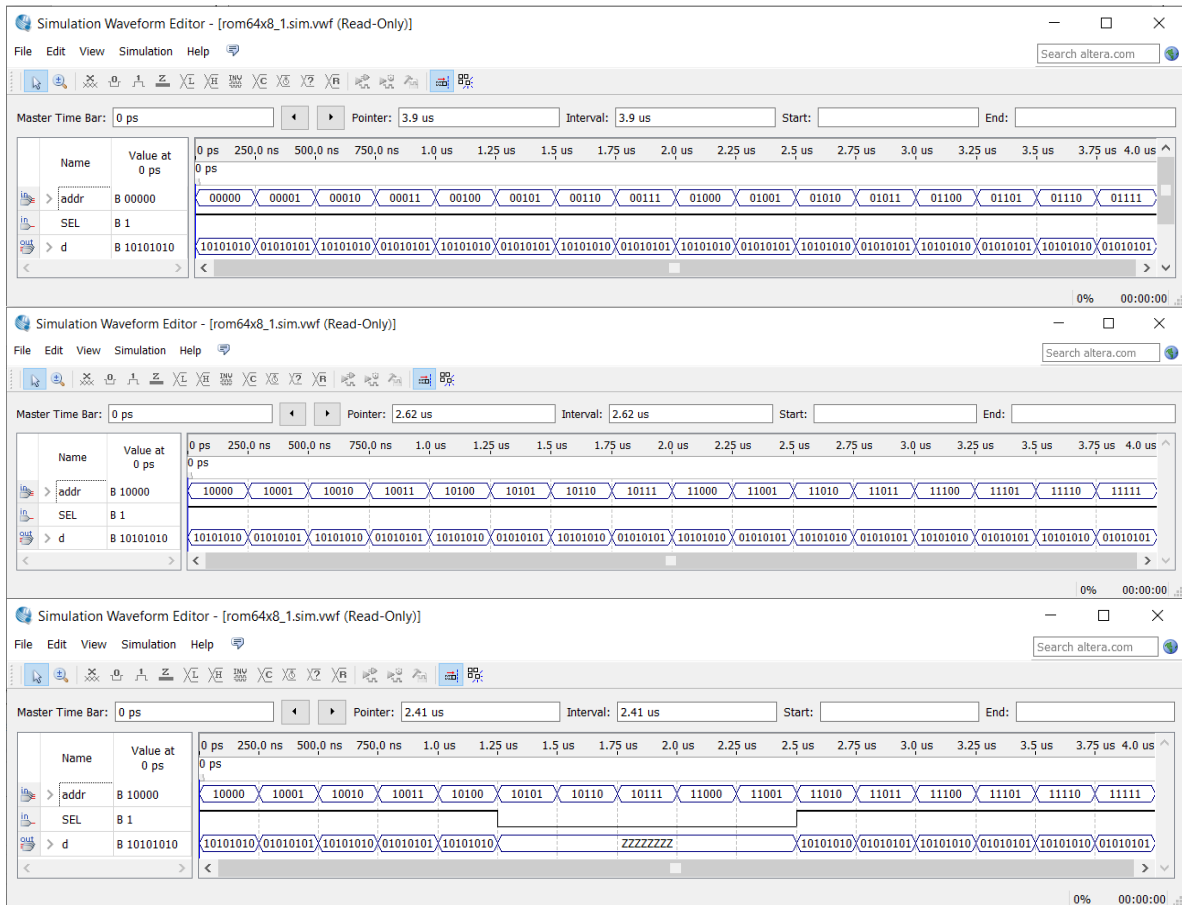 Simulation Waveform Editor - [rom64x8_1.sim.vwf (Read-Only)]
File Edit View Simulation Help
Search altera.com
Master Time Bar: 0 ps Pointer: 3.9 us Interval: 3.9 us Start: End:
Name Value at 0 ps 0 ps 250.0 ns 500.0 ns 750.0 ns 1.0 us 1.25 us 1.5 us 1.75 us 2.0 us 2.25 us 2.5 us 2.75 us 3.0 us 3.25 us 3.5 us 3.75 us 4.0 us
0 ps
in addr B 00000 00000 00001 00010 00011 00100 00101 00110 00111 01000 01001 01010 01011 01100 01101 01110 01111
in SEL B 1
out d B 10101010 10101010 01010101 10101010 01010101 10101010 01010101 10101010 01010101 10101010 01010101 10101010 01010101 10101010 01010101 10101010 01010101
0% 00:00:00
Simulation Waveform Editor - [rom64x8_1.sim.vwf (Read-Only)]
File Edit View Simulation Help
Search altera.com
Master Time Bar: 0 ps Pointer: 2.62 us Interval: 2.62 us Start: End:
Name Value at 0 ps 0 ps 250.0 ns 500.0 ns 750.0 ns 1.0 us 1.25 us 1.5 us 1.75 us 2.0 us 2.25 us 2.5 us 2.75 us 3.0 us 3.25 us 3.5 us 3.75 us 4.0 us
0 ps
in addr B 10000 10000 10001 10010 10011 10100 10101 10110 10111 11000 11001 11010 11011 11100 11101 11110 11111
in SEL B 1
out d B 10101010 10101010 01010101 10101010 01010101 10101010 01010101 10101010 01010101 10101010 01010101 10101010 01010101 10101010 01010101 10101010 01010101
0% 00:00:00
Simulation Waveform Editor - [rom64x8_1.sim.vwf (Read-Only)]
File Edit View Simulation Help
Search altera.com
Master Time Bar: 0 ps Pointer: 2.41 us Interval: 2.41 us Start: End:
Name Value at 0 ps 0 ps 250.0 ns 500.0 ns 750.0 ns 1.0 us 1.25 us 1.5 us 1.75 us 2.0 us 2.25 us 2.5 us 2.75 us 3.0 us 3.25 us 3.5 us 3.75 us 4.0 us
0 ps
in addr B 10000 10000 10001 10010 10011 10100 10101 10110 10111 11000 11001 11010 11011 11100 11101 11110 11111
in SEL B 1
out d B 10101010 10101010 01010101 10101010 01010101 10101010 ZZZZZZZZ 10101010 01010101 10101010 01010101 10101010 01010101
0% 00:00:00